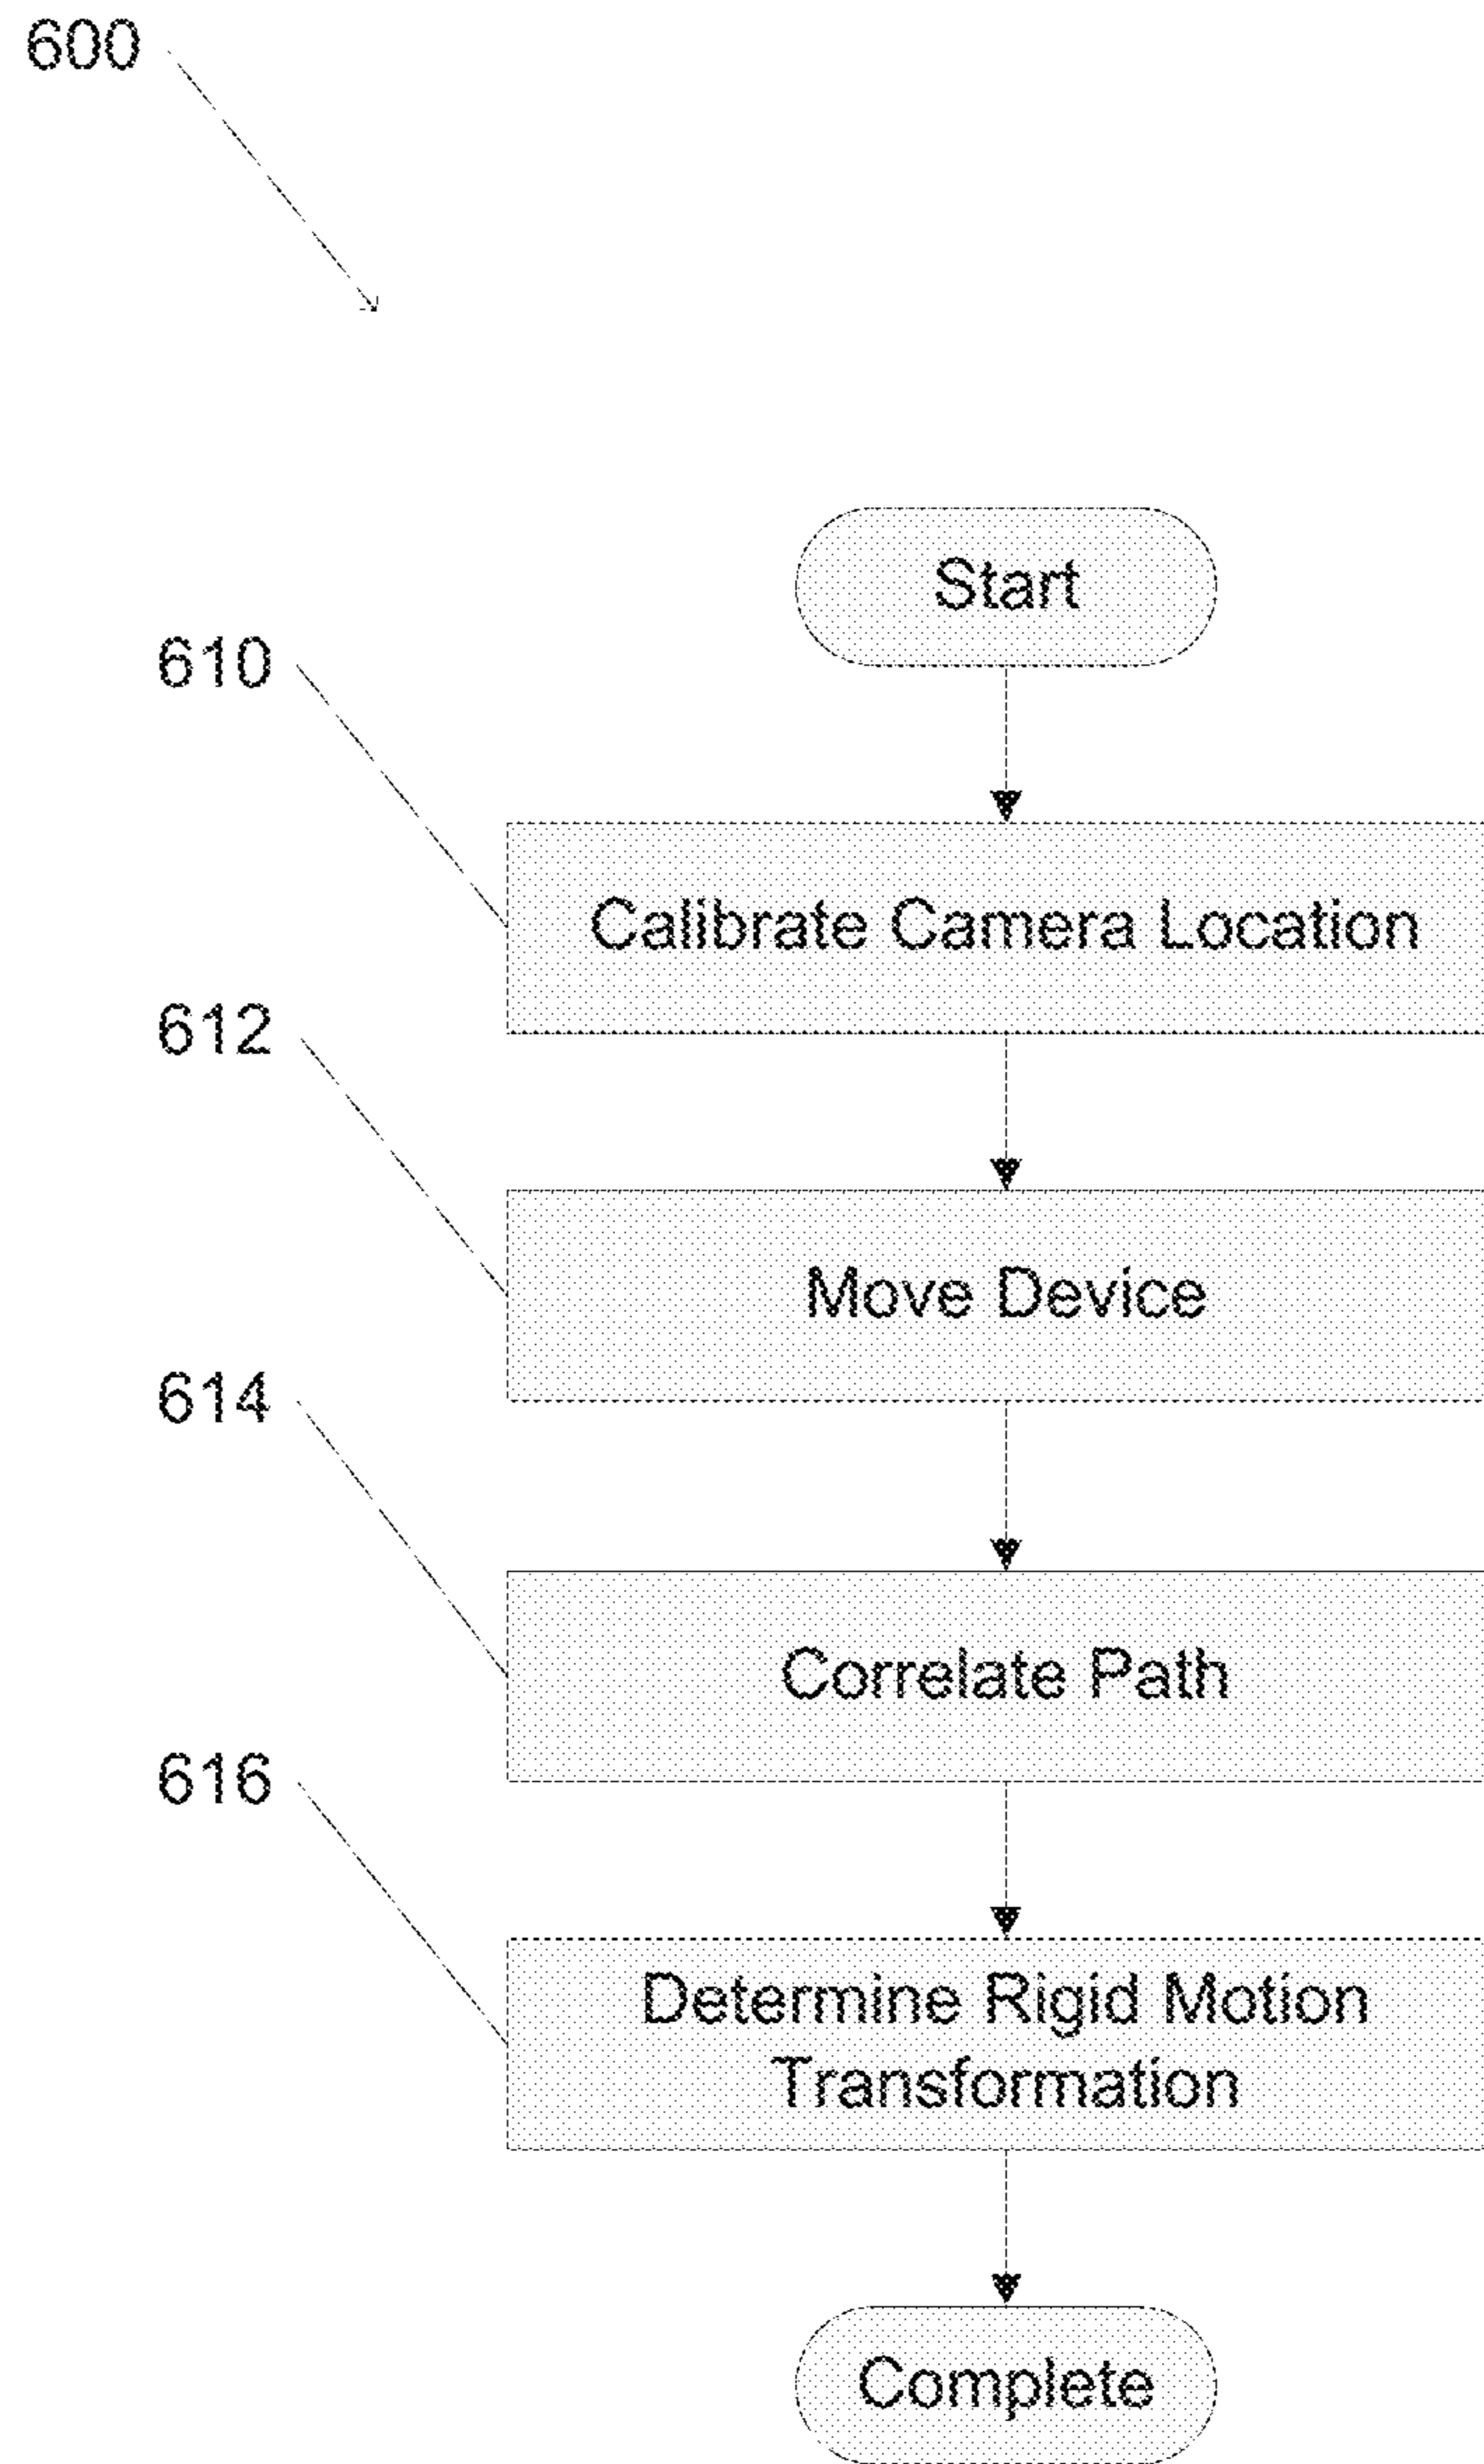 600
Start
610
Calibrate Camera Location
612
Move Device
614
Correlate Path
616
Determine Rigid Motion
Transformation
Complete